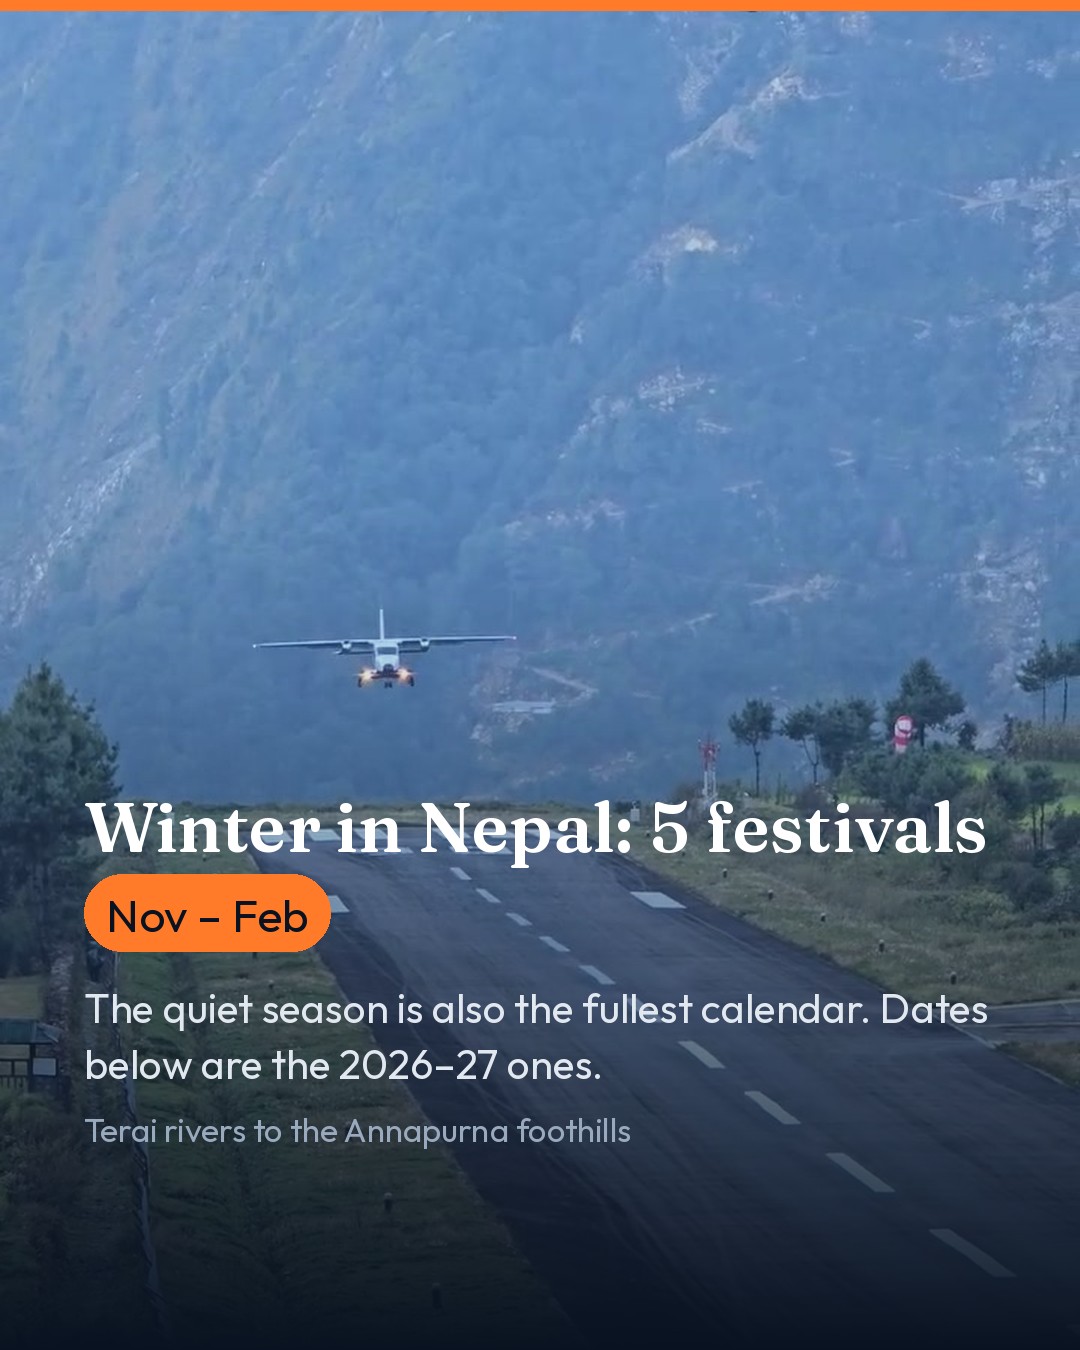 Winter in Nepal: 5 festivals
Nov – Feb
The quiet season is also the fullest calendar. Dates
below are the 2026–27 ones.
Terai rivers to the Annapurna foothills